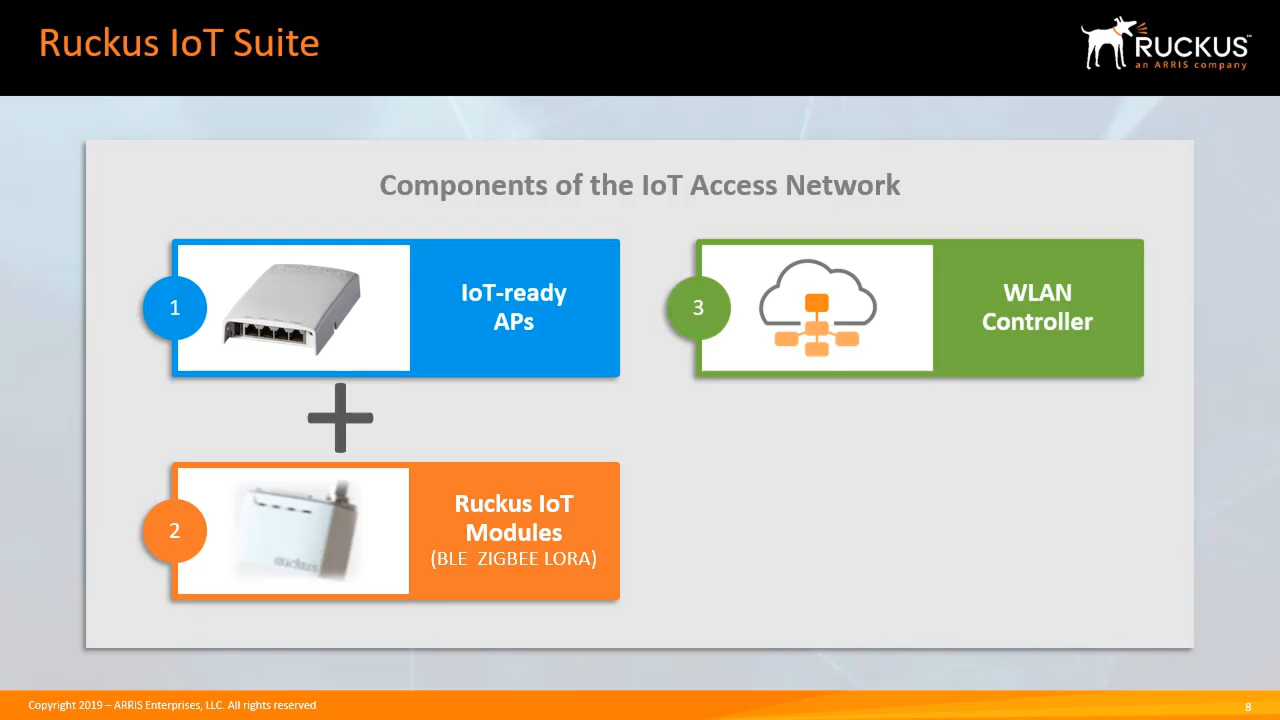 Ruckus IoT Suite
RUCKUS™
an ARRIS company
Components of the IoT Access Network
1
IoT-ready
APs
3
WLAN
Controller
2
ruckus
Ruckus IoT
Modules
(BLE ZIGBEE LORA)
Copyright 2019 – ARRIS Enterprises, LLC. All rights reserved
8